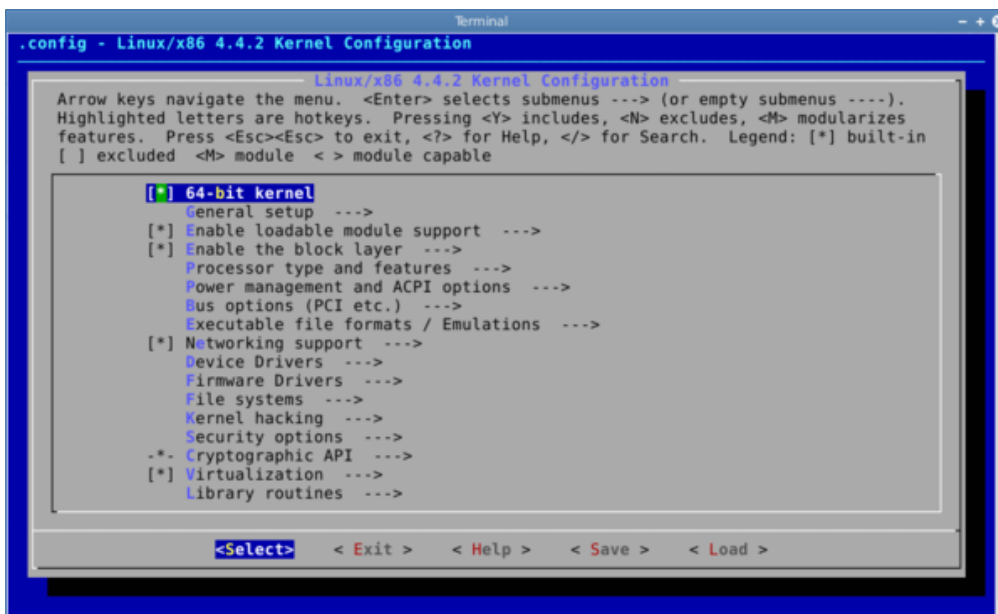 Terminal
.config - Linux/x86 4.4.2 Kernel Configuration
Linux/x86 4.4.2 Kernel Configuration
Arrow keys navigate the menu.  <Enter> selects submenus ---> (or empty submenus ----).
Highlighted letters are hotkeys.  Pressing <Y> includes, <N> excludes, <M> modularizes
features.  Press <Esc><Esc> to exit, <?> for Help, </> for Search.  Legend: [*] built-in
[ ] excluded  <M> module  < > module capable
[*] 64-bit kernel
General setup  --->
[*] Enable loadable module support  --->
[*] Enable the block layer  --->
Processor type and features  --->
Power management and ACPI options  --->
Bus options (PCI etc.)  --->
Executable file formats / Emulations  --->
[*] Networking support  --->
Device Drivers  --->
Firmware Drivers  --->
File systems  --->
Kernel hacking  --->
Security options  --->
-*- Cryptographic API  --->
[*] Virtualization  --->
Library routines  --->
<Select>    < Exit >    < Help >    < Save >    < Load >